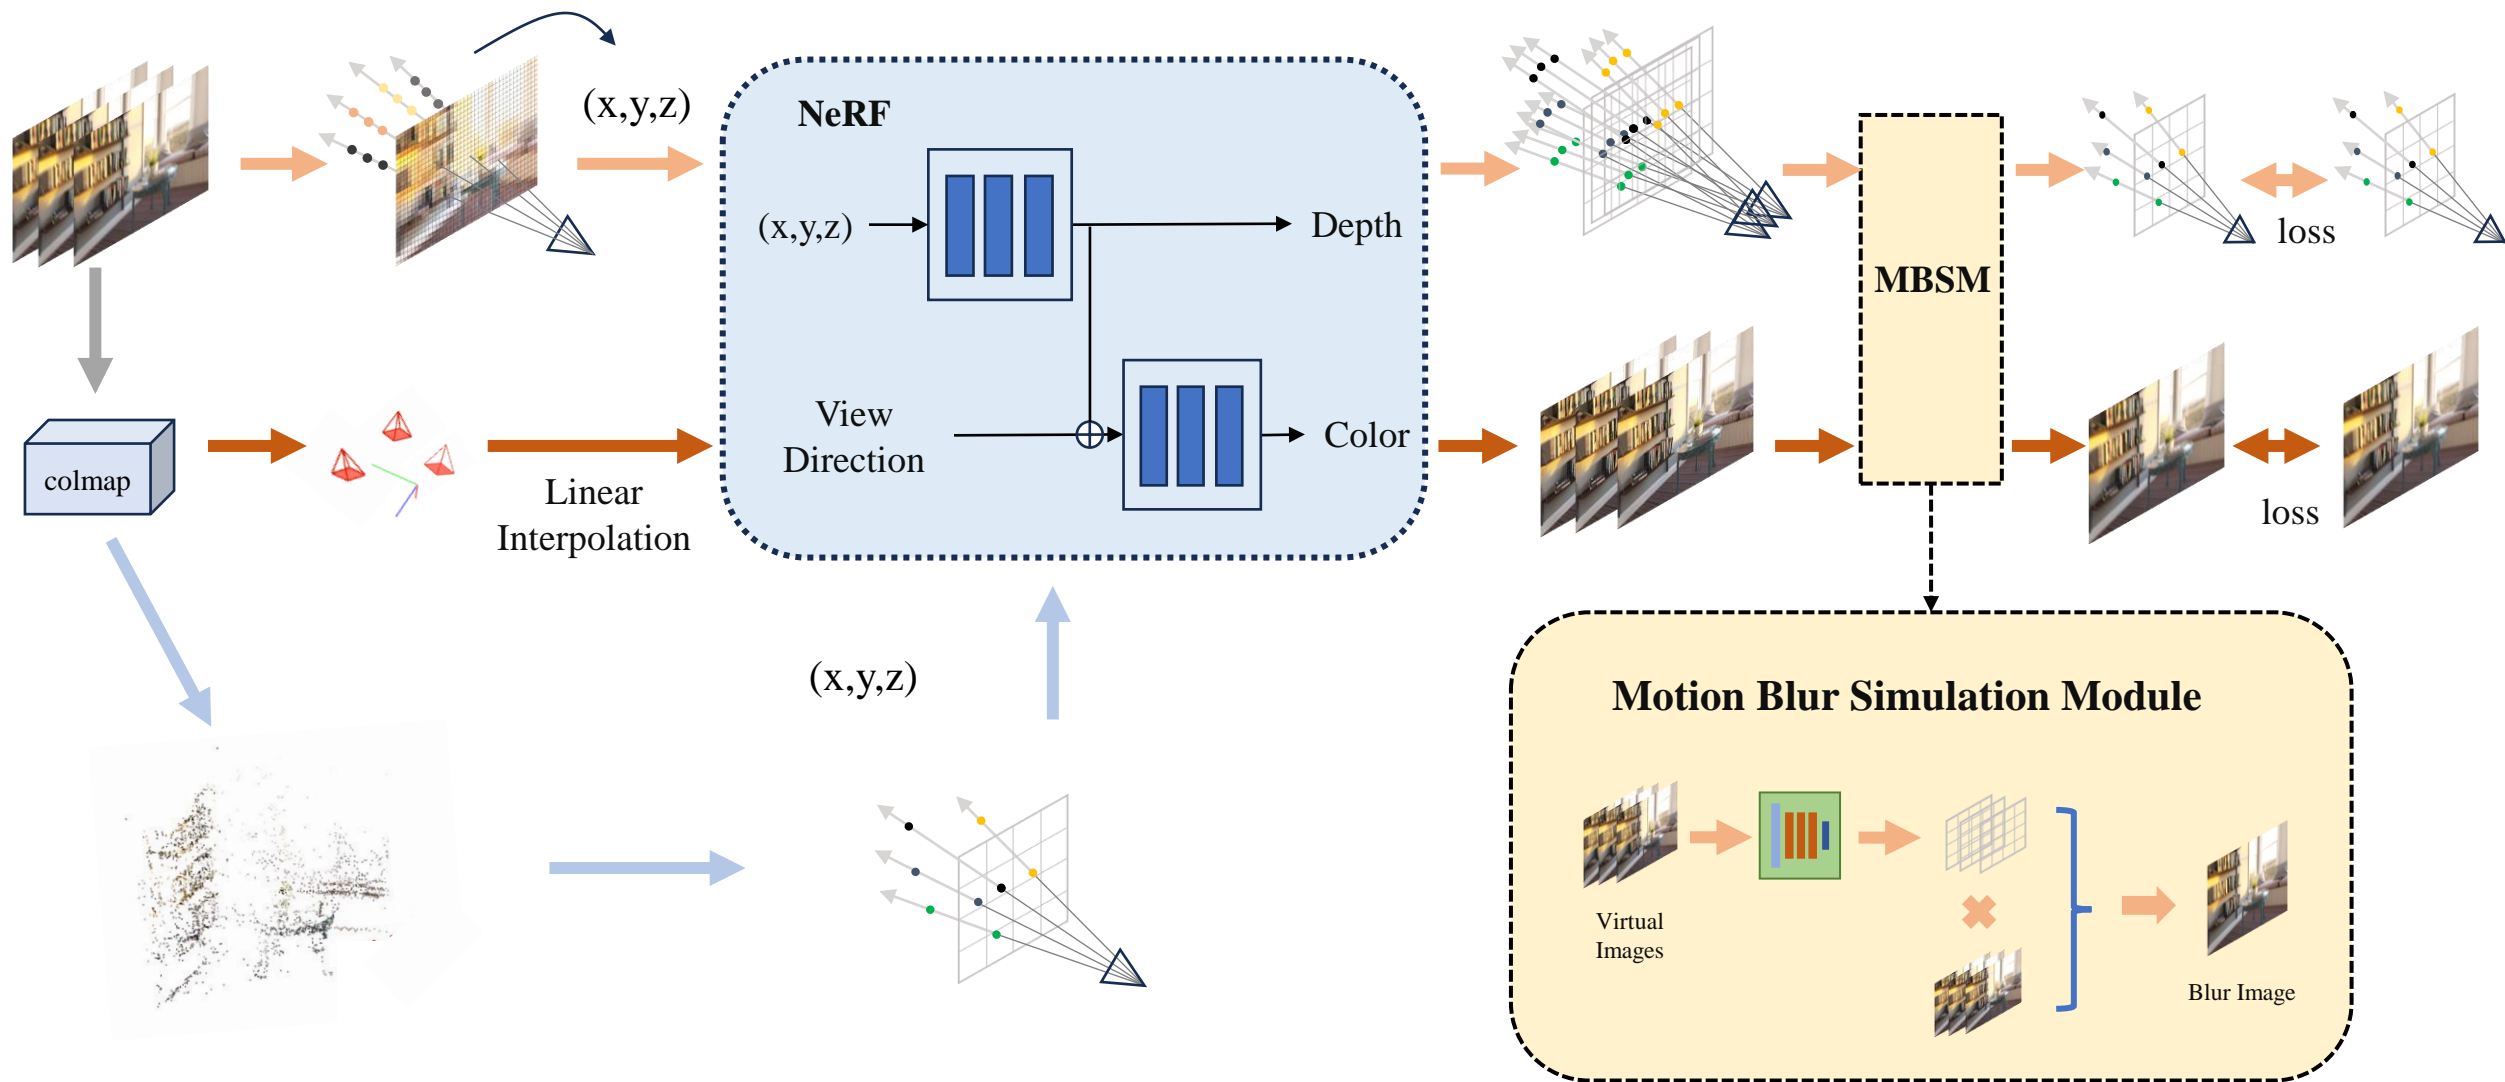 (x,y,z)
NeRF
(x,y,z)
Depth
View
Direction
Color
MBSM
loss
loss
colmap
Linear
Interpolation
(x,y,z)
Motion Blur Simulation Module
Virtual
Images
Blur Image